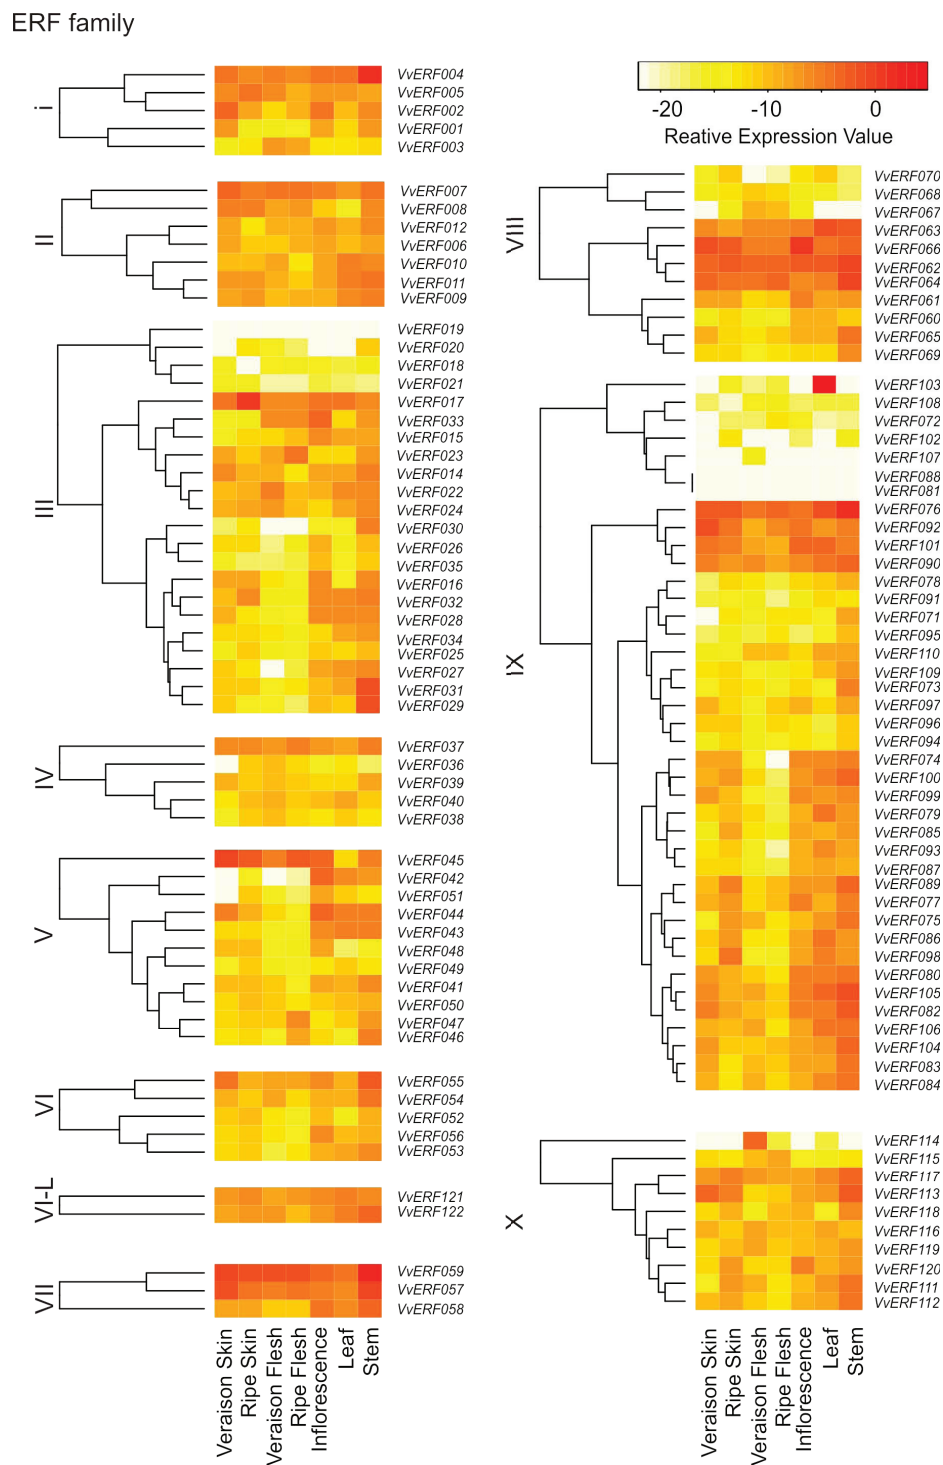 ERF family
i
VvERF004
VvERF005
VvERF002
VvERF001
VvERF003
II
VvERF007
VvERF008
VvERF012
VvERF006
VvERF010
VvERF011
VvERF009
III
VvERF019
VvERF020
VvERF018
VvERF021
VvERF017
VvERF033
VvERF015
VvERF023
VvERF014
VvERF022
VvERF024
VvERF030
VvERF026
VvERF035
VvERF016
VvERF032
VvERF028
VvERF034
VvERF025
VvERF027
VvERF031
VvERF029
IV
VvERF037
VvERF036
VvERF039
VvERF040
VvERF038
V
VvERF045
VvERF042
VvERF051
VvERF044
VvERF043
VvERF048
VvERF049
VvERF041
VvERF050
VvERF047
VvERF046
VI
VvERF055
VvERF054
VvERF052
VvERF056
VvERF053
VI-L
VvERF121
VvERF122
VII
VvERF059
VvERF057
VvERF058
Veraison Skin
Ripe Skin
Veraison Flesh
Ripe Flesh
Inflorescence
Leaf
Stem
-20 -10 0
Reative Expression Value
VIII
VvERF070
VvERF068
VvERF067
VvERF063
VvERF066
VvERF062
VvERF064
VvERF061
VvERF060
VvERF065
VvERF069
IX
VvERF103
VvERF108
VvERF072
VvERF102
VvERF107
VvERF088
VvERF081
VvERF076
VvERF092
VvERF101
VvERF090
VvERF078
VvERF091
VvERF071
VvERF095
VvERF110
VvERF109
VvERF073
VvERF097
VvERF096
VvERF094
VvERF074
VvERF100
VvERF099
VvERF079
VvERF085
VvERF093
VvERF087
VvERF089
VvERF077
VvERF075
VvERF086
VvERF098
VvERF080
VvERF105
VvERF082
VvERF106
VvERF104
VvERF083
VvERF084
X
VvERF114
VvERF115
VvERF117
VvERF113
VvERF118
VvERF116
VvERF119
VvERF120
VvERF111
VvERF112
Veraison Skin
Ripe Skin
Veraison Flesh
Ripe Flesh
Inflorescence
Leaf
Stem